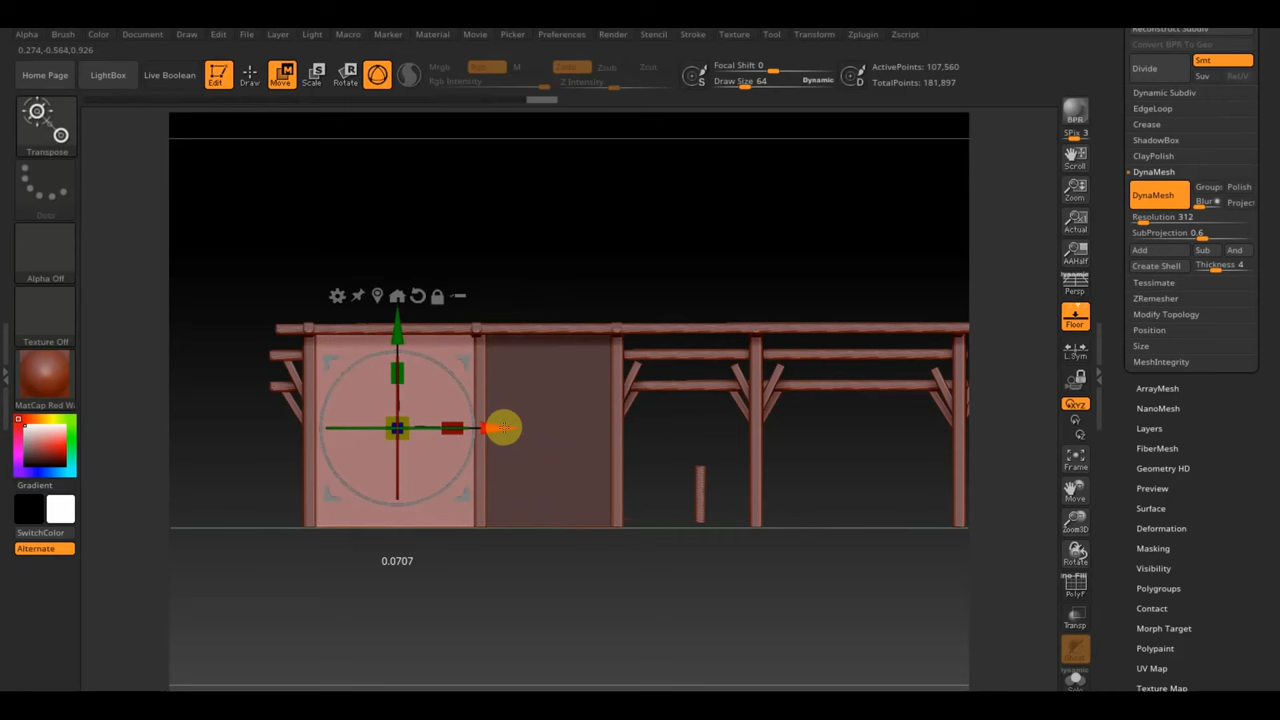 Alpha Brush Color Document Draw Edit File Layer Light Macro Marker Material Movie Picker Preferences Render Stencil Stroke Texture Tool Transform Zplugin Zscript
0.274,-0.564,0.926
Home Page LightBox Live Boolean Edit Draw Move Scale Rotate
Mrgb Rgb M Zadd Zsub Zcut
Rgb Intensity Z Intensity
Focal Shift 0
Draw Size 64 Dynamic
ActivePoints: 107,560
TotalPoints: 181,897
Transpose
Dots
Alpha Off
Texture Off
MatCap Red Wa
Gradient
SwitchColor
Alternate
0.0707
BPR
SPix 3
Scroll
Zoom
Actual
AAHalf
Dynamic
Persp
Floor
L.Sym
XYZ
Y
Z
Frame
Move
Zoom3D
Rotate
PolyF
Transp
Ghost
Dynamic
Solo
Reconstruct Subdiv
Convert BPR To Geo
Divide
Smt
Suv
RelUV
Dynamic Subdiv
EdgeLoop
Crease
ShadowBox
ClayPolish
DynaMesh
DynaMesh
Groups Polish
Blur Project
Resolution 312
SubProjection 0.6
Add Sub And
Create Shell Thickness 4
Tessimate
ZRemesher
Modify Topology
Position
Size
MeshIntegrity
ArrayMesh
NanoMesh
Layers
FiberMesh
Geometry HD
Preview
Surface
Deformation
Masking
Visibility
Polygroups
Contact
Morph Target
Polypaint
UV Map
Texture Map